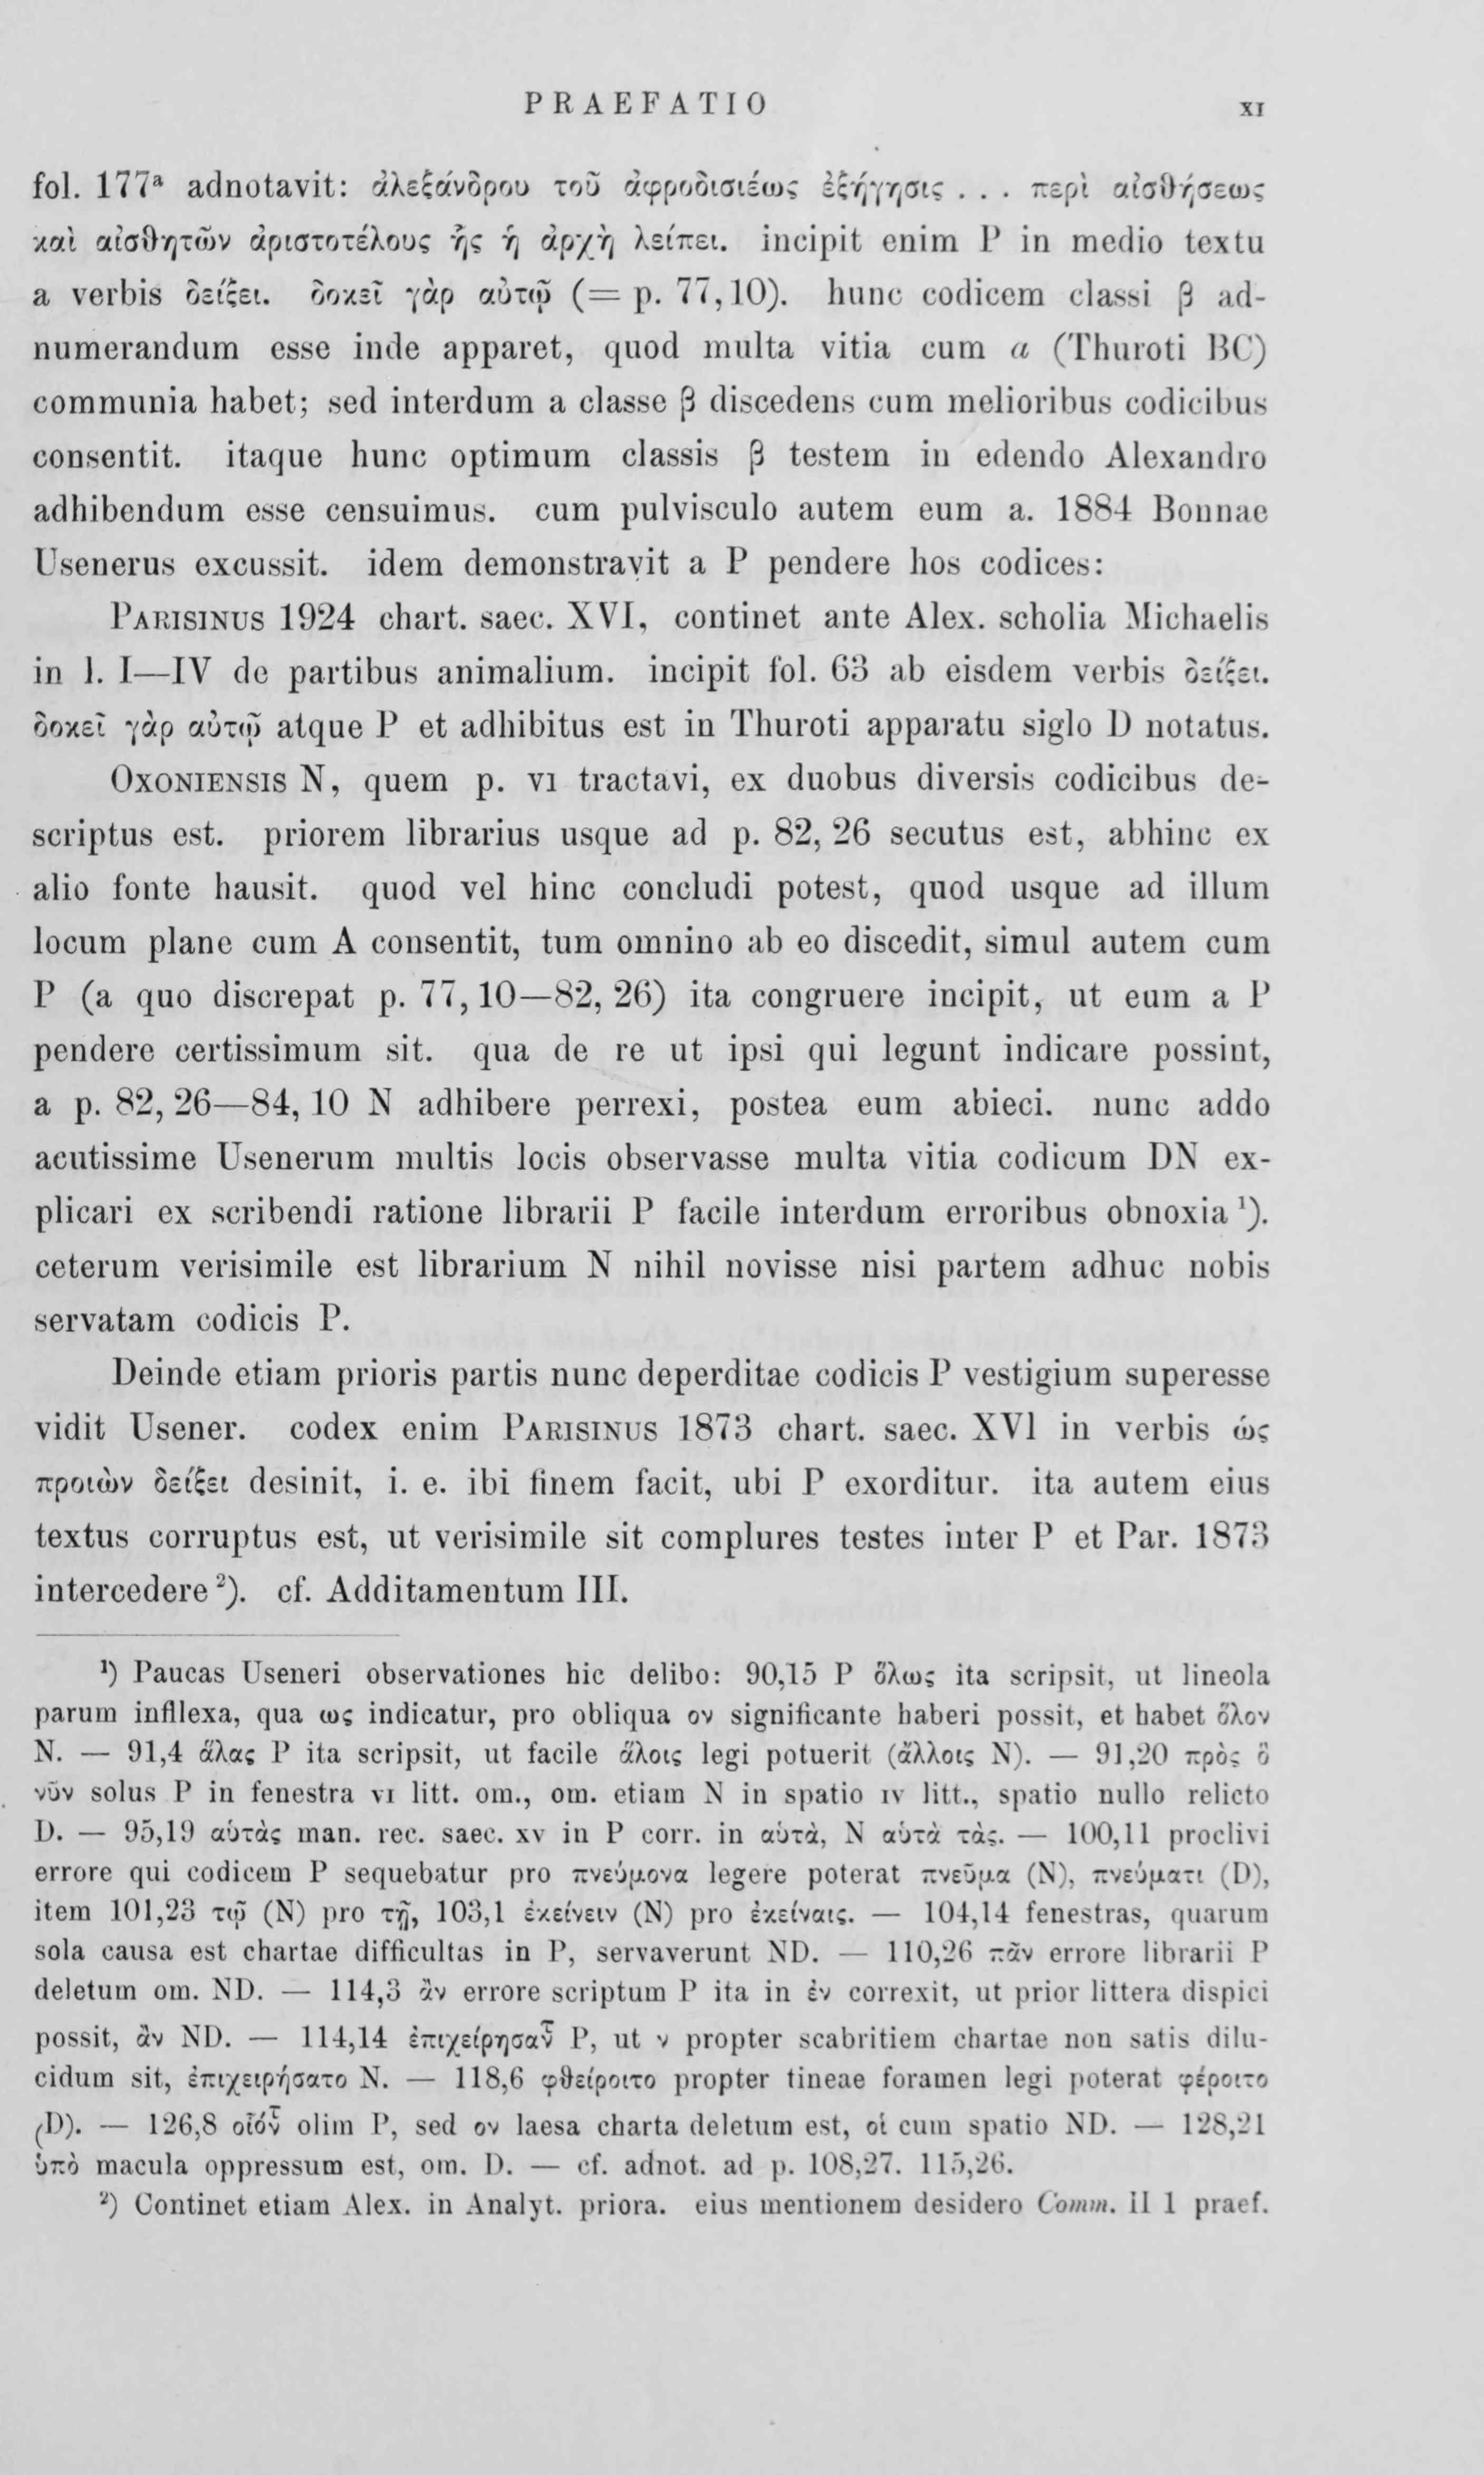 PRAEFATIO XI
fol. 177ª adnotavit: ἀλεξάνδρου τοῦ ἀφροδισιέως ἐξήγησις . . . περὶ αἰσθήσεως
καὶ αἰσθητῶν ἀριστοτέλους ἧς ἡ ἀρχὴ λείπει. incipit enim P in medio textu
a verbis δείξει. δοκεῖ γὰρ αὐτῷ (= p. 77,10). hunc codicem classi β ad-
numerandum esse inde apparet, quod multa vitia cum a (Thuroti BC)
communia habet; sed interdum a classe β discedens cum melioribus codicibus
consentit. itaque hunc optimum classis β testem in edendo Alexandro
adhibendum esse censuimus. cum pulvisculo autem eum a. 1884 Bonnae
Usenerus excussit. idem demonstravit a P pendere hos codices:
PARISINUS 1924 chart. saec. XVI, continet ante Alex. scholia Michaelis
in l. I—IV de partibus animalium. incipit fol. 63 ab eisdem verbis δείξει.
δοκεῖ γὰρ αὐτῷ atque P et adhibitus est in Thuroti apparatu siglo D notatus.
OXONIENSIS N, quem p. VI tractavi, ex duobus diversis codicibus de-
scriptus est. priorem librarius usque ad p. 82, 26 secutus est, abhinc ex
alio fonte hausit. quod vel hinc concludi potest, quod usque ad illum
locum plane cum A consentit, tum omnino ab eo discedit, simul autem cum
P (a quo discrepat p. 77, 10—82, 26) ita congruere incipit, ut eum a P
pendere certissimum sit. qua de re ut ipsi qui legunt indicare possint,
a p. 82, 26—84, 10 N adhibere perrexi, postea eum abieci. nunc addo
acutissime Usenerum multis locis observasse multa vitia codicum DN ex-
plicari ex scribendi ratione librarii P facile interdum erroribus obnoxia ¹).
ceterum verisimile est librarium N nihil novisse nisi partem adhuc nobis
servatam codicis P.
Deinde etiam prioris partis nunc deperditae codicis P vestigium superesse
vidit Usener. codex enim PARISINUS 1873 chart. saec. XVI in verbis ὡς
προιὼν δείξει desinit, i. e. ibi finem facit, ubi P exorditur. ita autem eius
textus corruptus est, ut verisimile sit complures testes inter P et Par. 1873
intercedere ²). cf. Additamentum III.
¹) Paucas Useneri observationes hic delibo: 90,15 P ὅλως ita scripsit, ut lineola
parum inflexa, qua ως indicatur, pro obliqua ον significante haberi possit, et habet ὅλον
N. — 91,4 ἅλας P ita scripsit, ut facile ἅλοις legi potuerit (ἄλλοις N). — 91,20 πρὸς ὃ
νῦν solus P in fenestra VI litt. om., om. etiam N in spatio IV litt., spatio nullo relicto
D. — 95,19 αὑτὰς man. rec. saec. XV in P corr. in αὑτὰ, N αὑτὰ τὰς. — 100,11 proclivi
errore qui codicem P sequebatur pro πνεύμονα legere poterat πνεῦμα (N), πνεύματι (D),
item 101,23 τῷ (N) pro τῇ, 103,1 ἐκείνειν (N) pro ἐκείναις. — 104,14 fenestras, quarum
sola causa est chartae difficultas in P, servaverunt ND. — 110,26 πᾶν errore librarii P
deletum om. ND. — 114,3 ἂν errore scriptum P ita in ἐν correxit, ut prior littera dispici
possit, ἂν ND. — 114,14 ἐπιχείρησαν͂ P, ut ν propter scabritiem chartae non satis dilu-
cidum sit, ἐπιχειρήσατο N. — 118,6 φθείροιτο propter tineae foramen legi poterat φέροιτο
(D). — 126,8 οἷόν͂ olim P, sed ον laesa charta deletum est, οἱ cum spatio ND. — 128,21
ὑπὸ macula oppressum est, om. D. — cf. adnot. ad p. 108,27. 115,26.
²) Continet etiam Alex. in Analyt. priora. eius mentionem desidero Comm. II 1 praef.